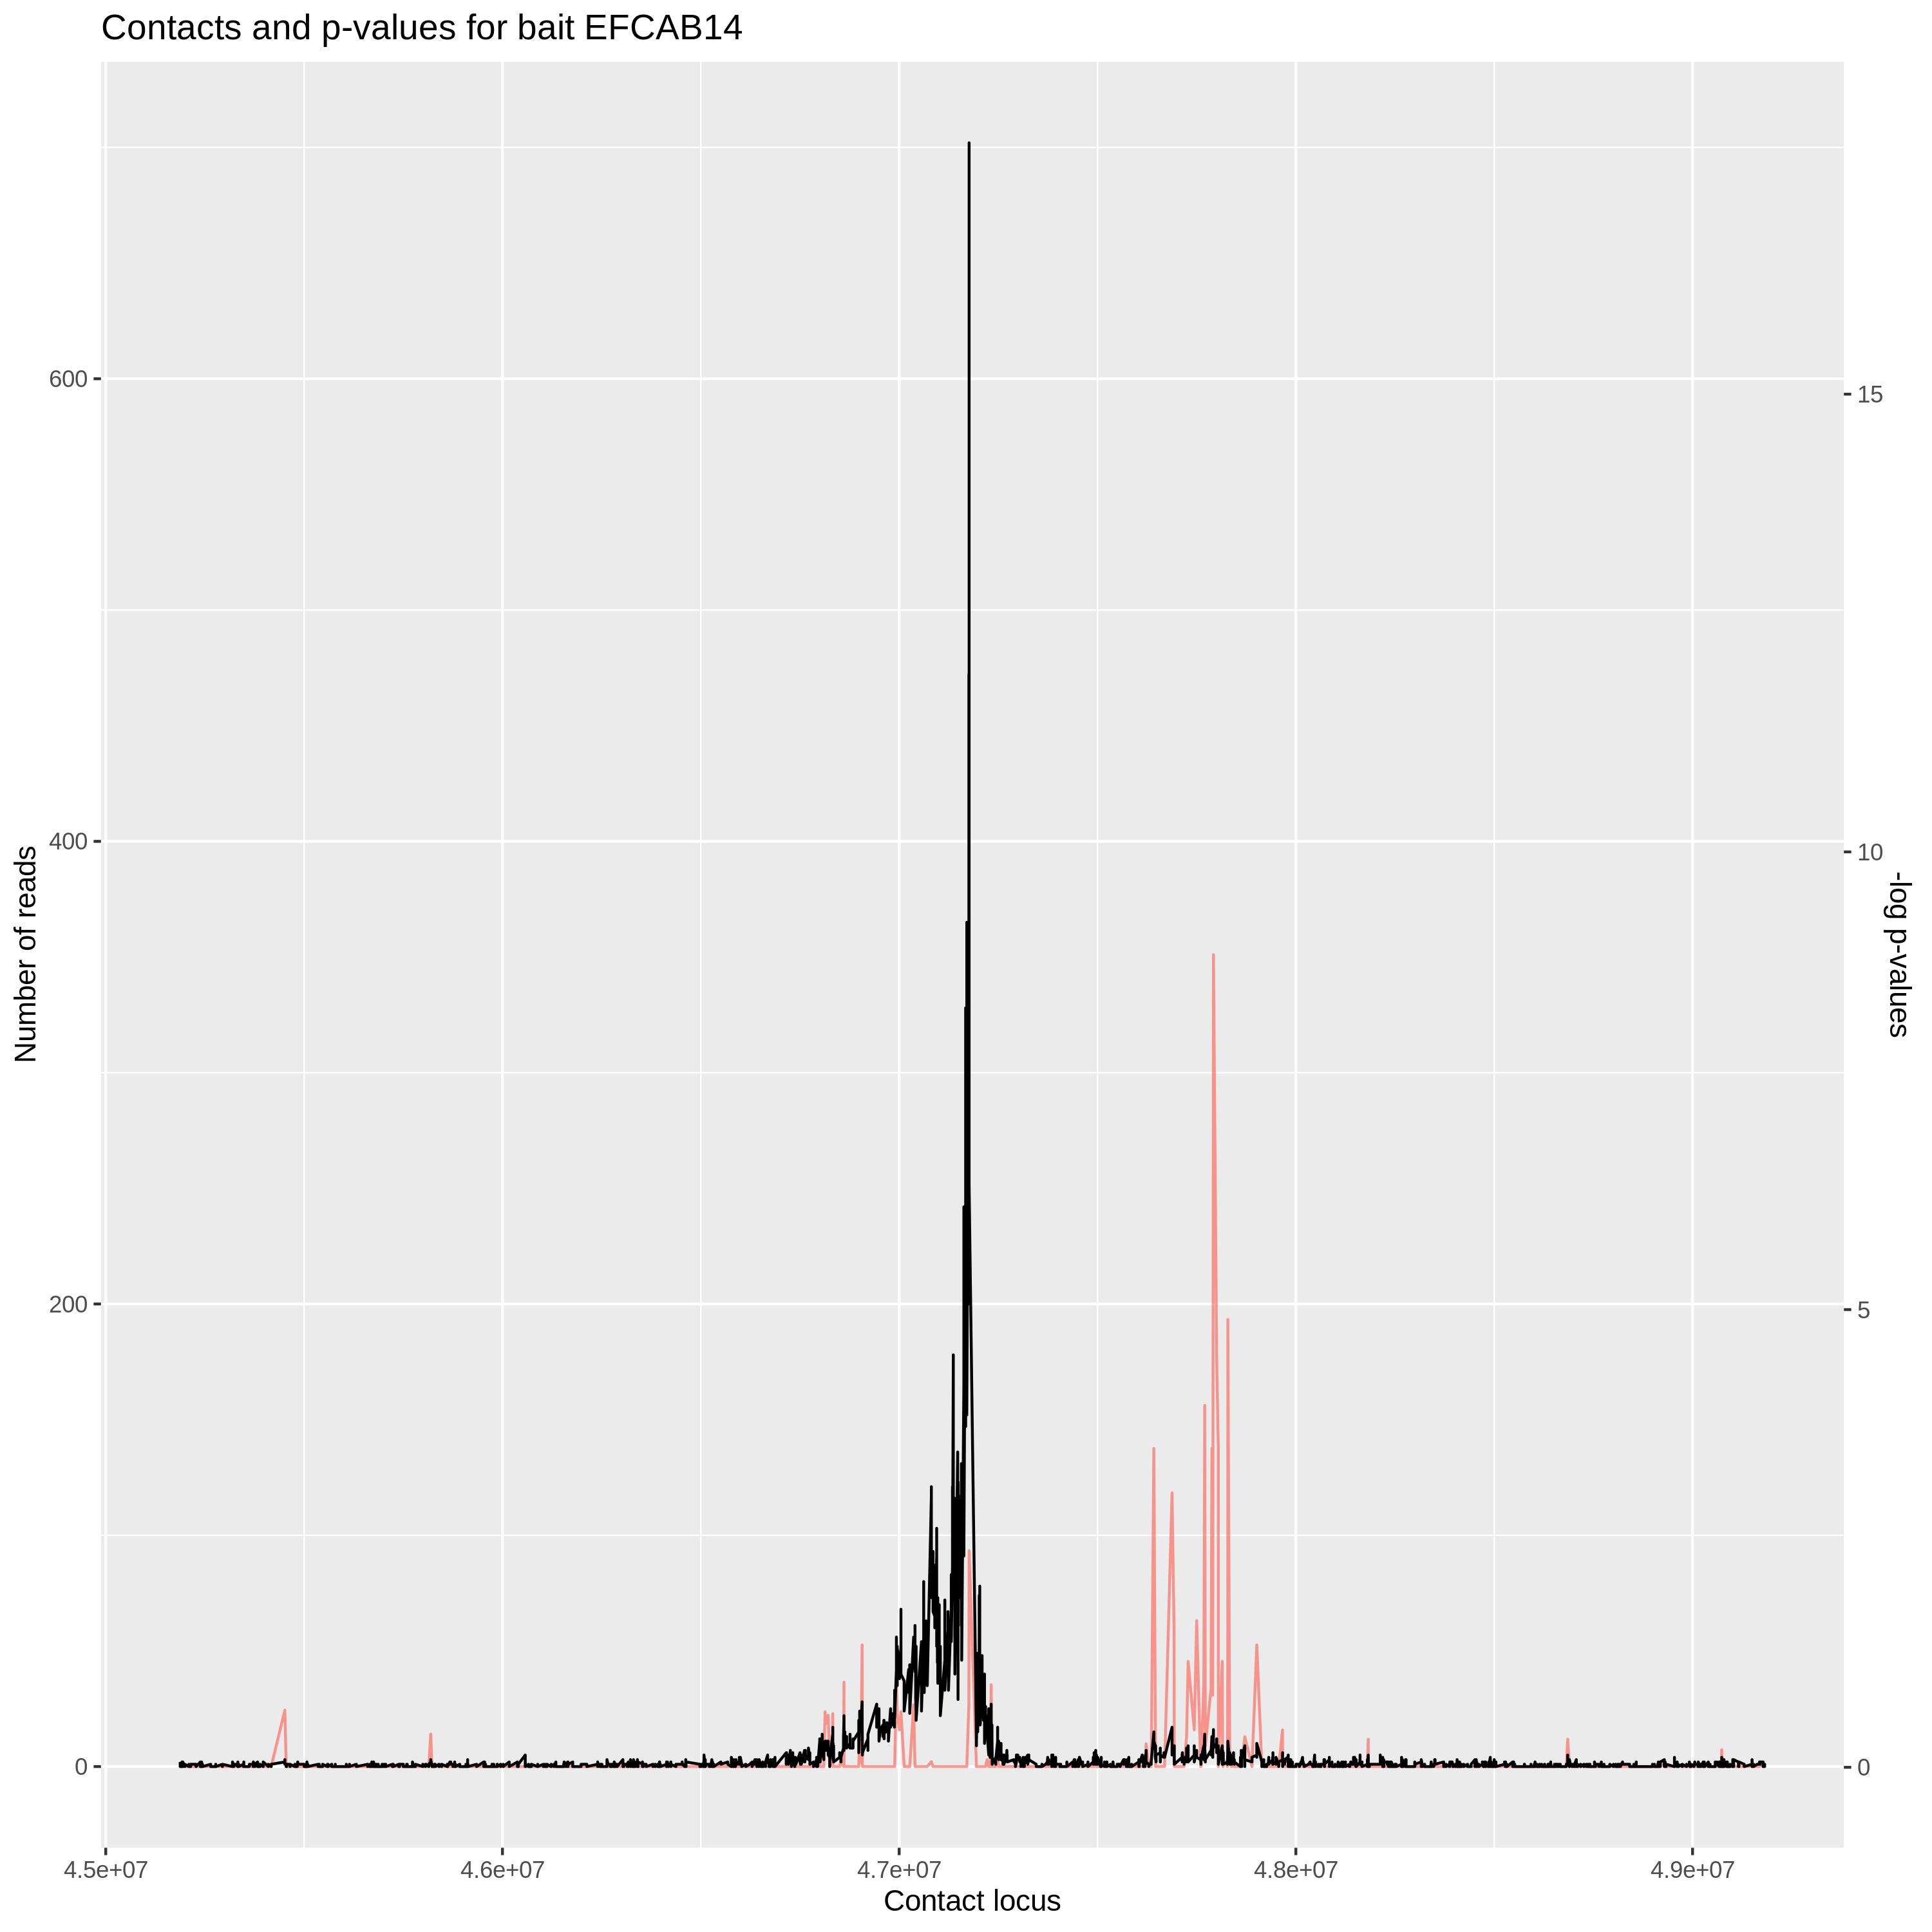 Contacts and p-values for bait EFCAB14
600
400
200
0
15
10
5
0
Number of reads
-log p-values
4.5e+07
4.6e+07
4.7e+07
4.8e+07
4.9e+07
Contact locus